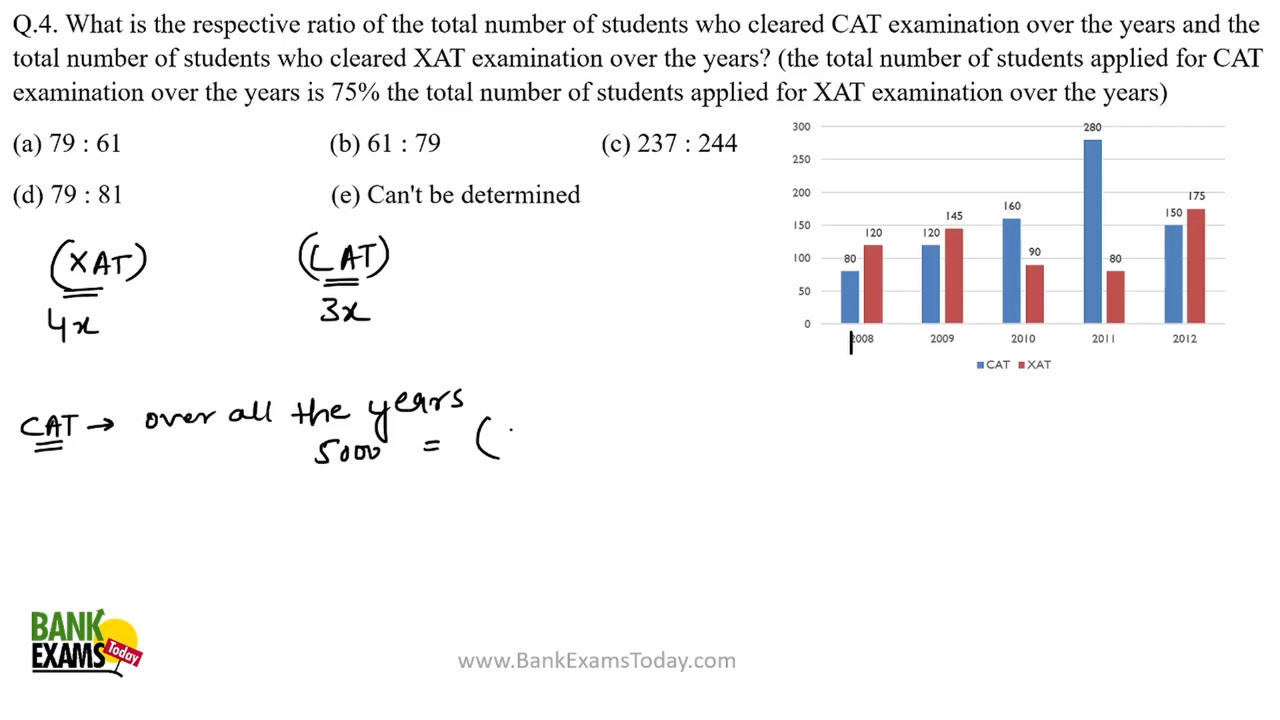 Q.4. What is the respective ratio of the total number of students who cleared CAT examination over the years and the
total number of students who cleared XAT examination over the years? (the total number of students applied for CAT
examination over the years is 75% the total number of students applied for XAT examination over the years)
(a) 79 : 61 (b) 61 : 79 (c) 237 : 244
(d) 79 : 81 (e) Can't be determined
300
250
200
150
100
50
0
80 120 120 145 160 90 280 80 150 175
2008 2009 2010 2011 2012
CAT XAT
(XAT) (CAT)
4x 3x
CAT → over all the years
5000 = (
BANK
EXAMS Today
www.BankExamsToday.com